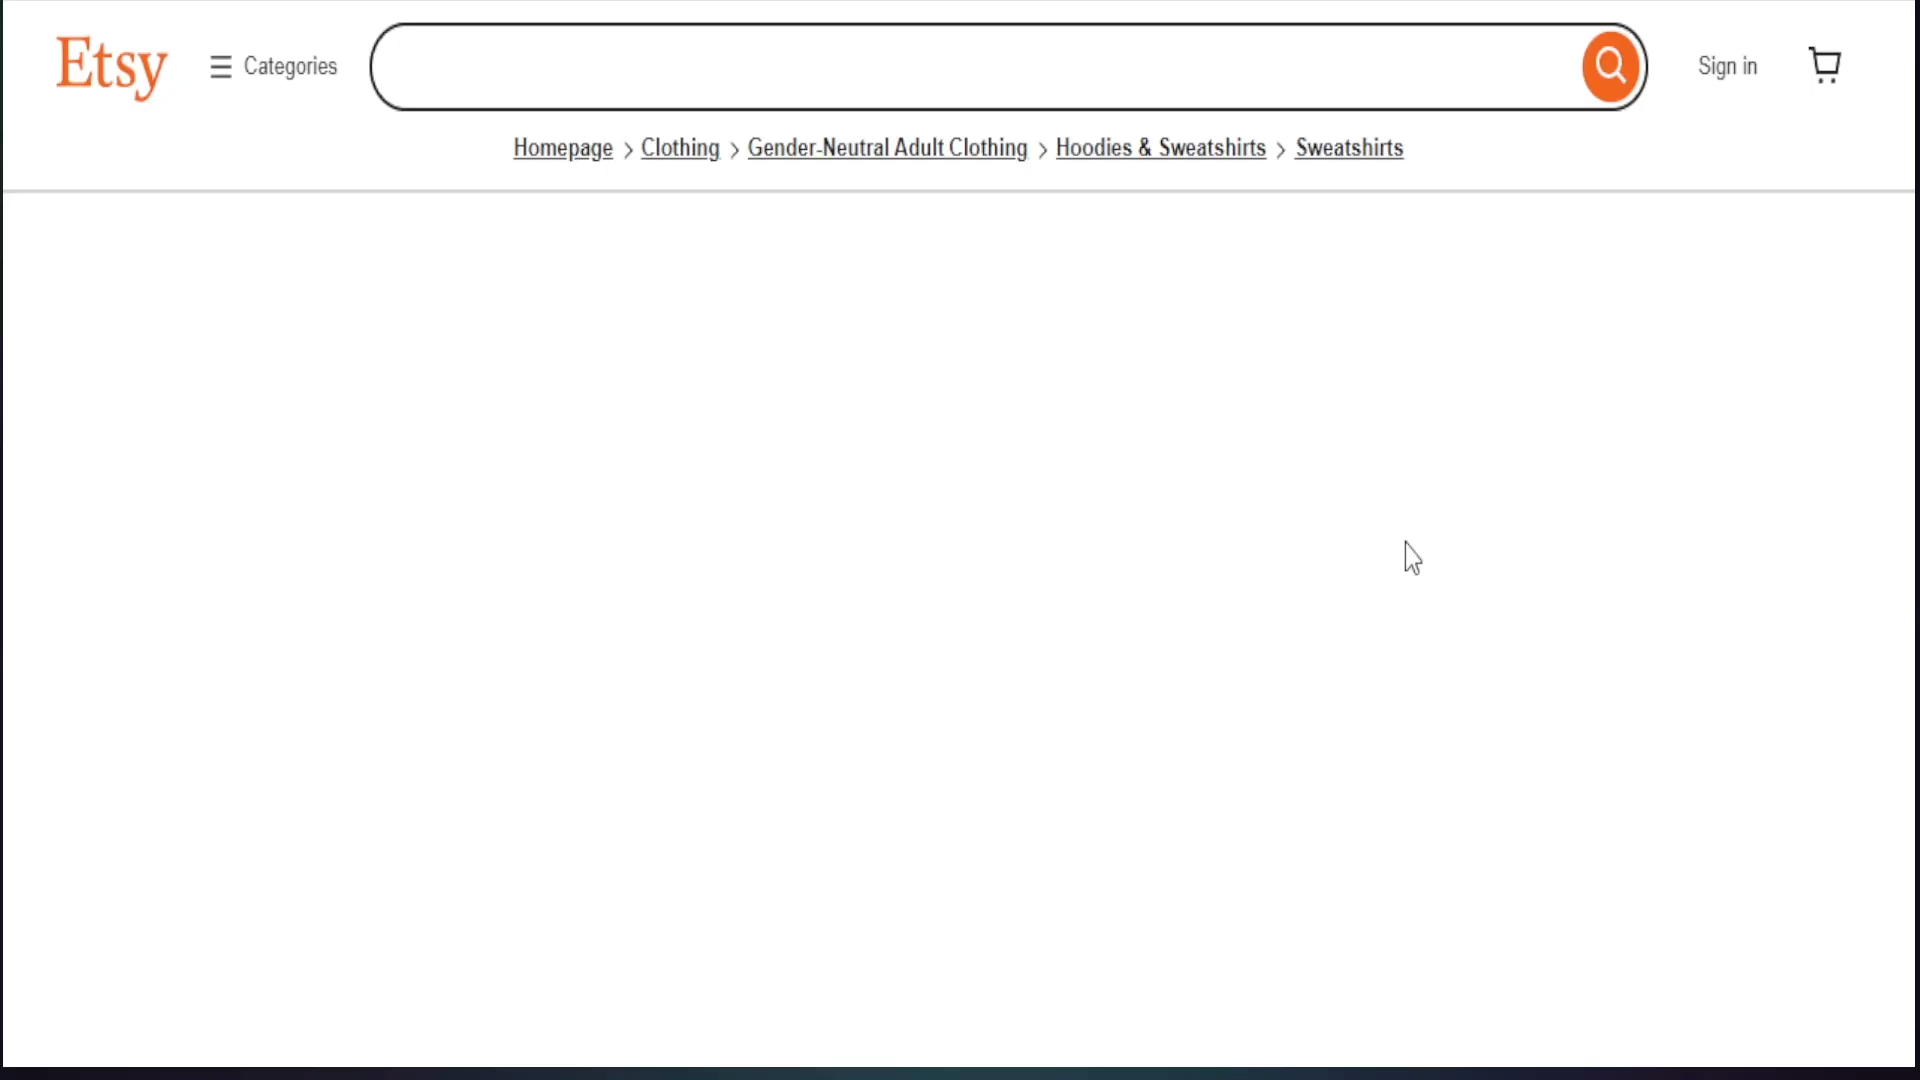 Etsy
Categories
Sign in
Homepage > Clothing > Gender-Neutral Adult Clothing > Hoodies & Sweatshirts > Sweatshirts